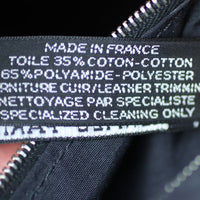 MADE IN FRANCE
TOILE 35% COTON-COTTON
65% POLYAMIDE-POLYESTER
RNITURE CUIR/LEATHER TRIMMIN
NETTOYAGE PAR SPECIALISTE
SPECIALIZED CLEANING ONLY